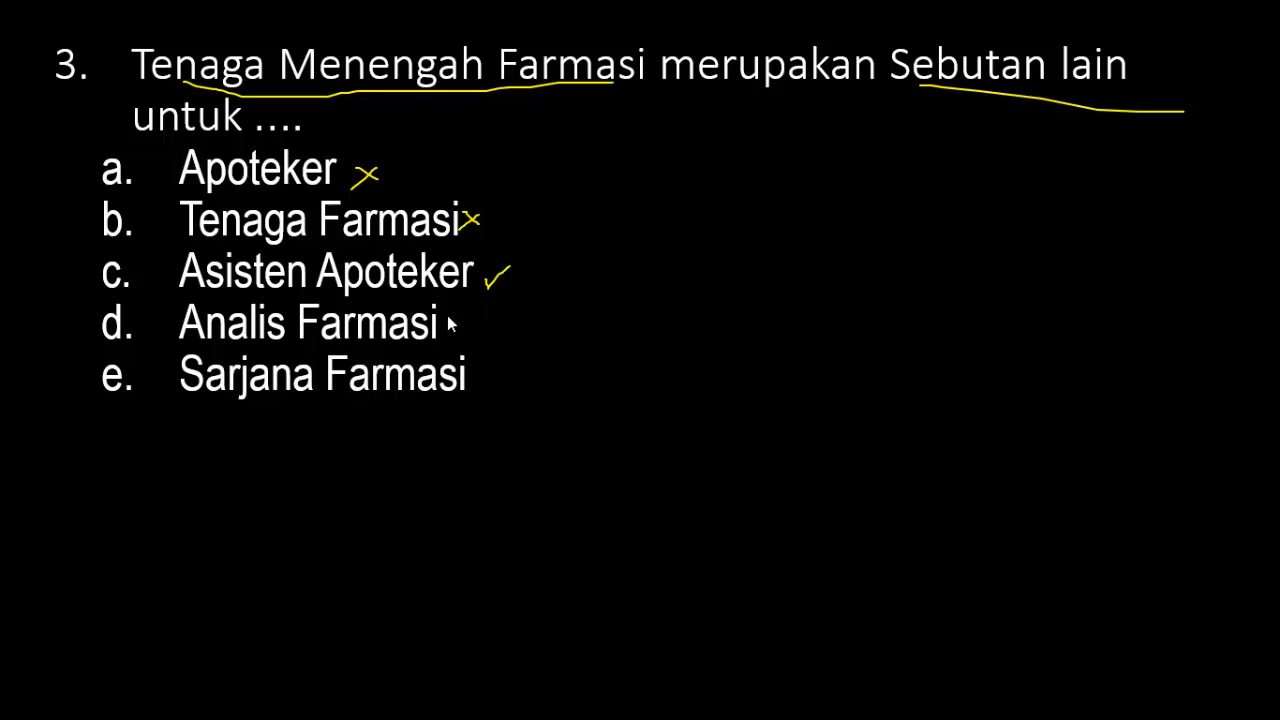 3. Tenaga Menengah Farmasi merupakan Sebutan lain
untuk ....
a. Apoteker
b. Tenaga Farmasi
c. Asisten Apoteker
d. Analis Farmasi
e. Sarjana Farmasi